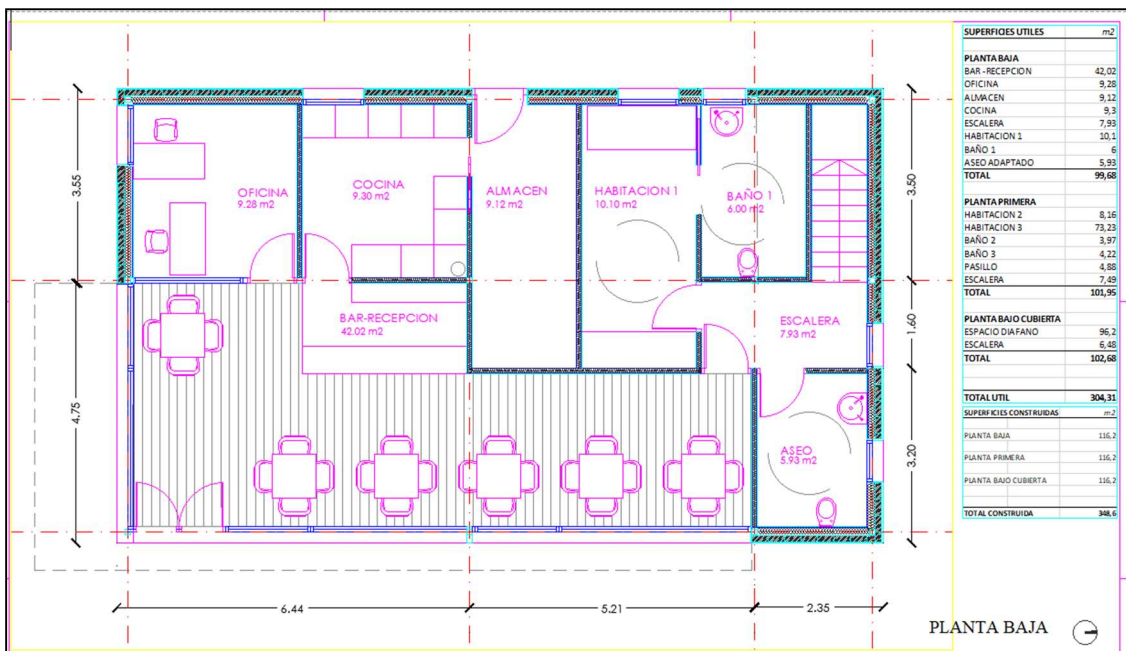 3.55
4.75
OFICINA
9.28 m2
COCINA
9.30 m2
ALMACEN
9.12 m2
HABITACION 1
10.10 m2
BAÑO 1
6.00 m2
BAR-RECEPCION
42.02 m2
ESCALERA
7.93 m2
ASEO
5.93 m2
3.50
1.60
3.20
6.44
5.21
2.35
PLANTA BAJA
SUPERFICIES UTILES m2
PLANTA BAJA
BAR -RECEPCION 42,02
OFICINA 9,28
ALMACEN 9,12
COCINA 9,3
ESCALERA 7,93
HABITACION 1 10,1
BAÑO 1 6
ASEO ADAPTADO 5,93
TOTAL 99,68
PLANTA PRIMERA
HABITACION 2 8,16
HABITACION 3 73,23
BAÑO 2 3,97
BAÑO 3 4,22
PASILLO 4,88
ESCALERA 7,49
TOTAL 101,95
PLANTA BAJO CUBIERTA
ESPACIO DIAFANO 96,2
ESCALERA 6,48
TOTAL 102,68
TOTAL UTIL 304,31
SUPERFICIES CONSTRUIDAS m2
PLANTA BAJA 116,2
PLANTA PRIMERA 116,2
PLANTA BAJO CUBIERTA 116,2
TOTAL CONSTRUIDA 348,6